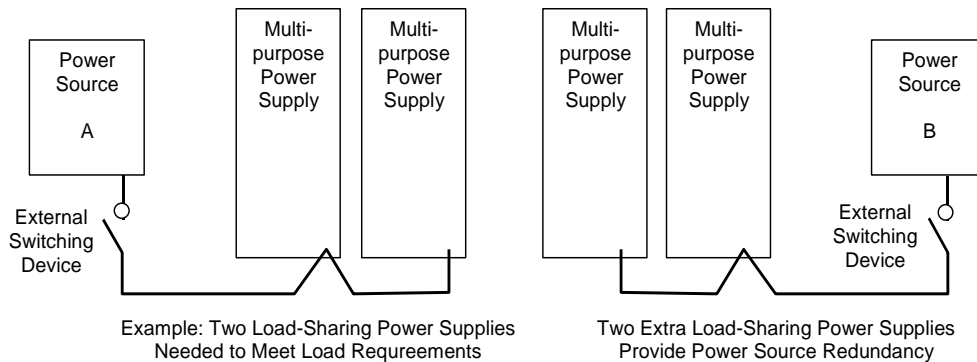 Power
Source
A
Multi-
purpose
Power
Supply
Multi-
purpose
Power
Supply
Multi-
purpose
Power
Supply
Multi-
purpose
Power
Supply
Power
Source
B
External
Switching
Device
External
Switching
Device
Example: Two Load-Sharing Power Supplies
Needed to Meet Load Requreements
Two Extra Load-Sharing Power Supplies
Provide Power Source Redundancy